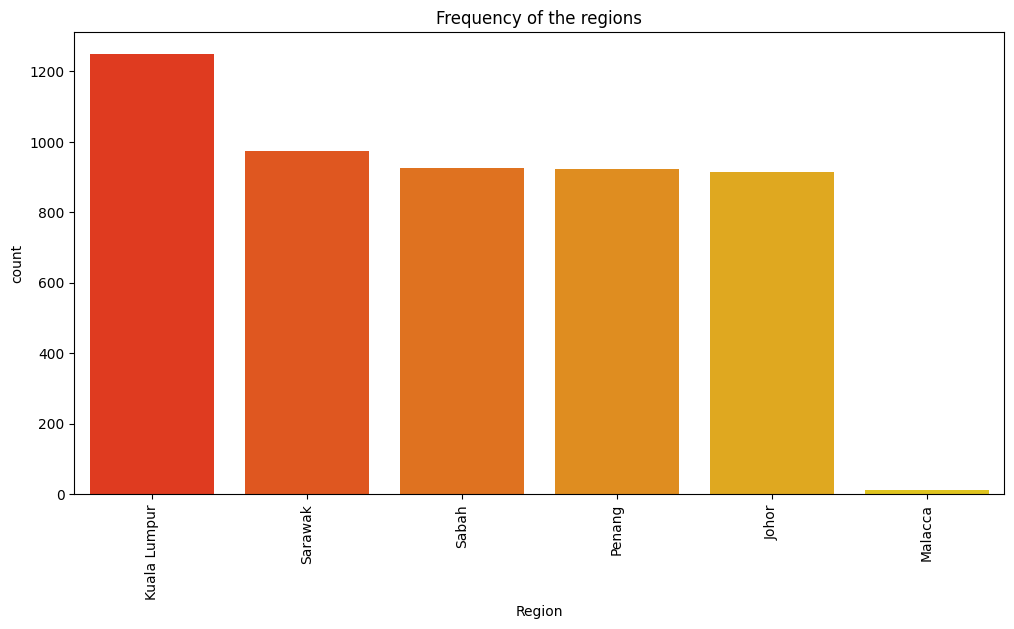 Frequency of the regions
1200
1000
800
600
400
200
0
count
Kuala Lumpur
Sarawak
Sabah
Penang
Johor
Malacca
Region